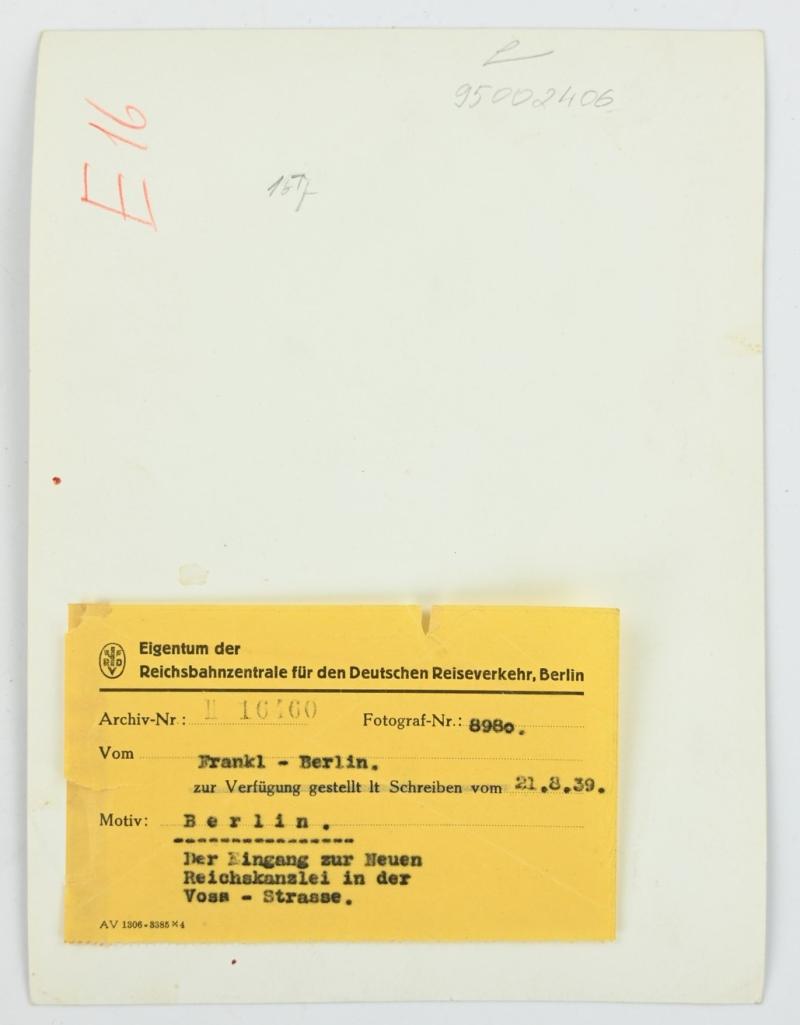 95002406
E 16
Eigentum der
Reichsbahnzentrale für den Deutschen Reiseverkehr, Berlin
Archiv-Nr.: 16460 Fotograf-Nr.: 8980.
Vom Frankl - Berlin.
zur Verfügung gestellt lt Schreiben vom 21.8.39.
Motiv: Berlin.
Der Eingang zur Neuen
Reichskanzlei in der
Voss - Strasse.
AV 1306 - 3385 × 4